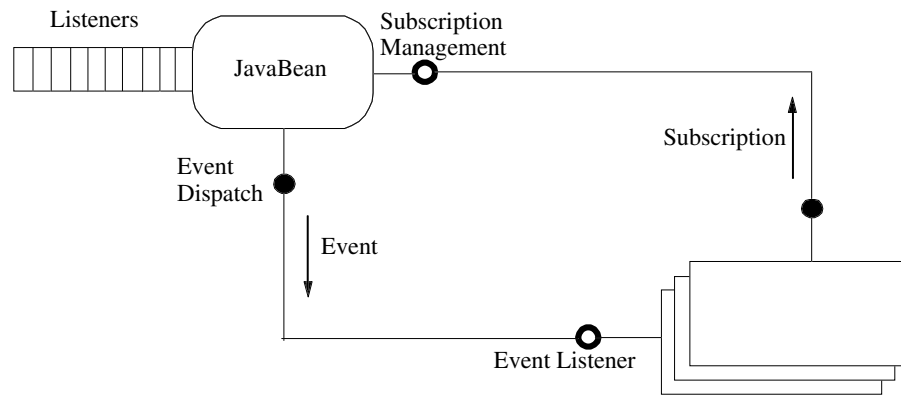 Listeners
Subscription
Management
JavaBean
Subscription
Event
Dispatch
Event
Event Listener